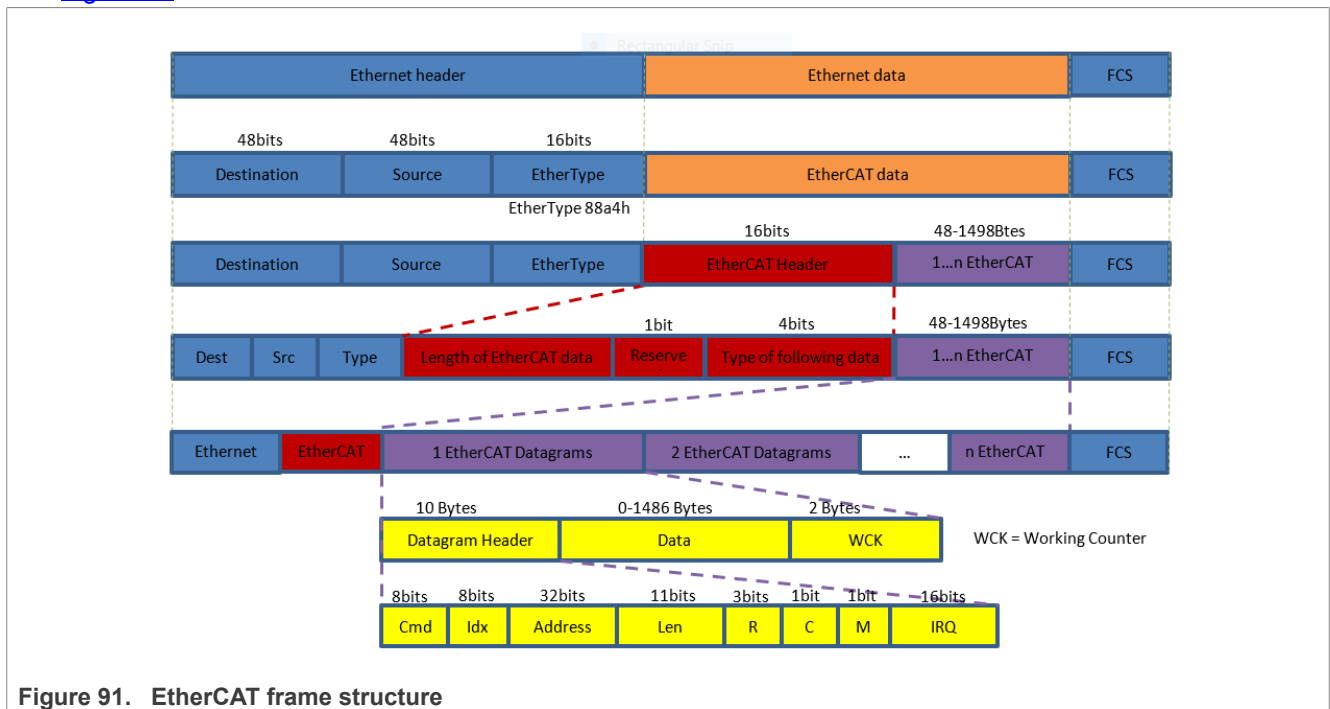 Rectangular Snip
Ethernet header Ethernet data FCS
48bits 48bits 16bits
Destination Source EtherType EtherCAT data FCS
EtherType 88a4h
16bits 48-1498Btes
Destination Source EtherType EtherCAT Header 1...n EtherCAT FCS
1bit 4bits 48-1498Bytes
Dest Src Type Length of EtherCAT data Reserve Type of following data 1...n EtherCAT FCS
Ethernet EtherCAT 1 EtherCAT Datagrams 2 EtherCAT Datagrams ... n EtherCAT FCS
10 Bytes 0-1486 Bytes 2 Bytes
Datagram Header Data WCK WCK = Working Counter
8bits 8bits 32bits 11bits 3bits 1bit 1bit 16bits
Cmd Idx Address Len R C M IRQ
Figure 91. EtherCAT frame structure